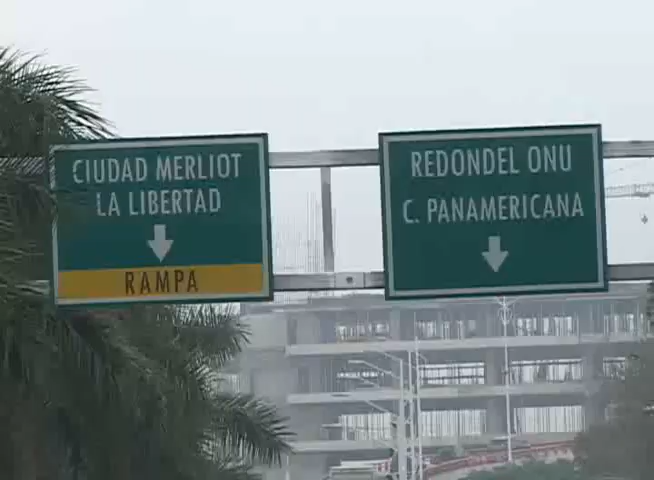 CIUDAD MERLIOT
LA LIBERTAD
RAMPA
REDONDEL ONU
C. PANAMERICANA